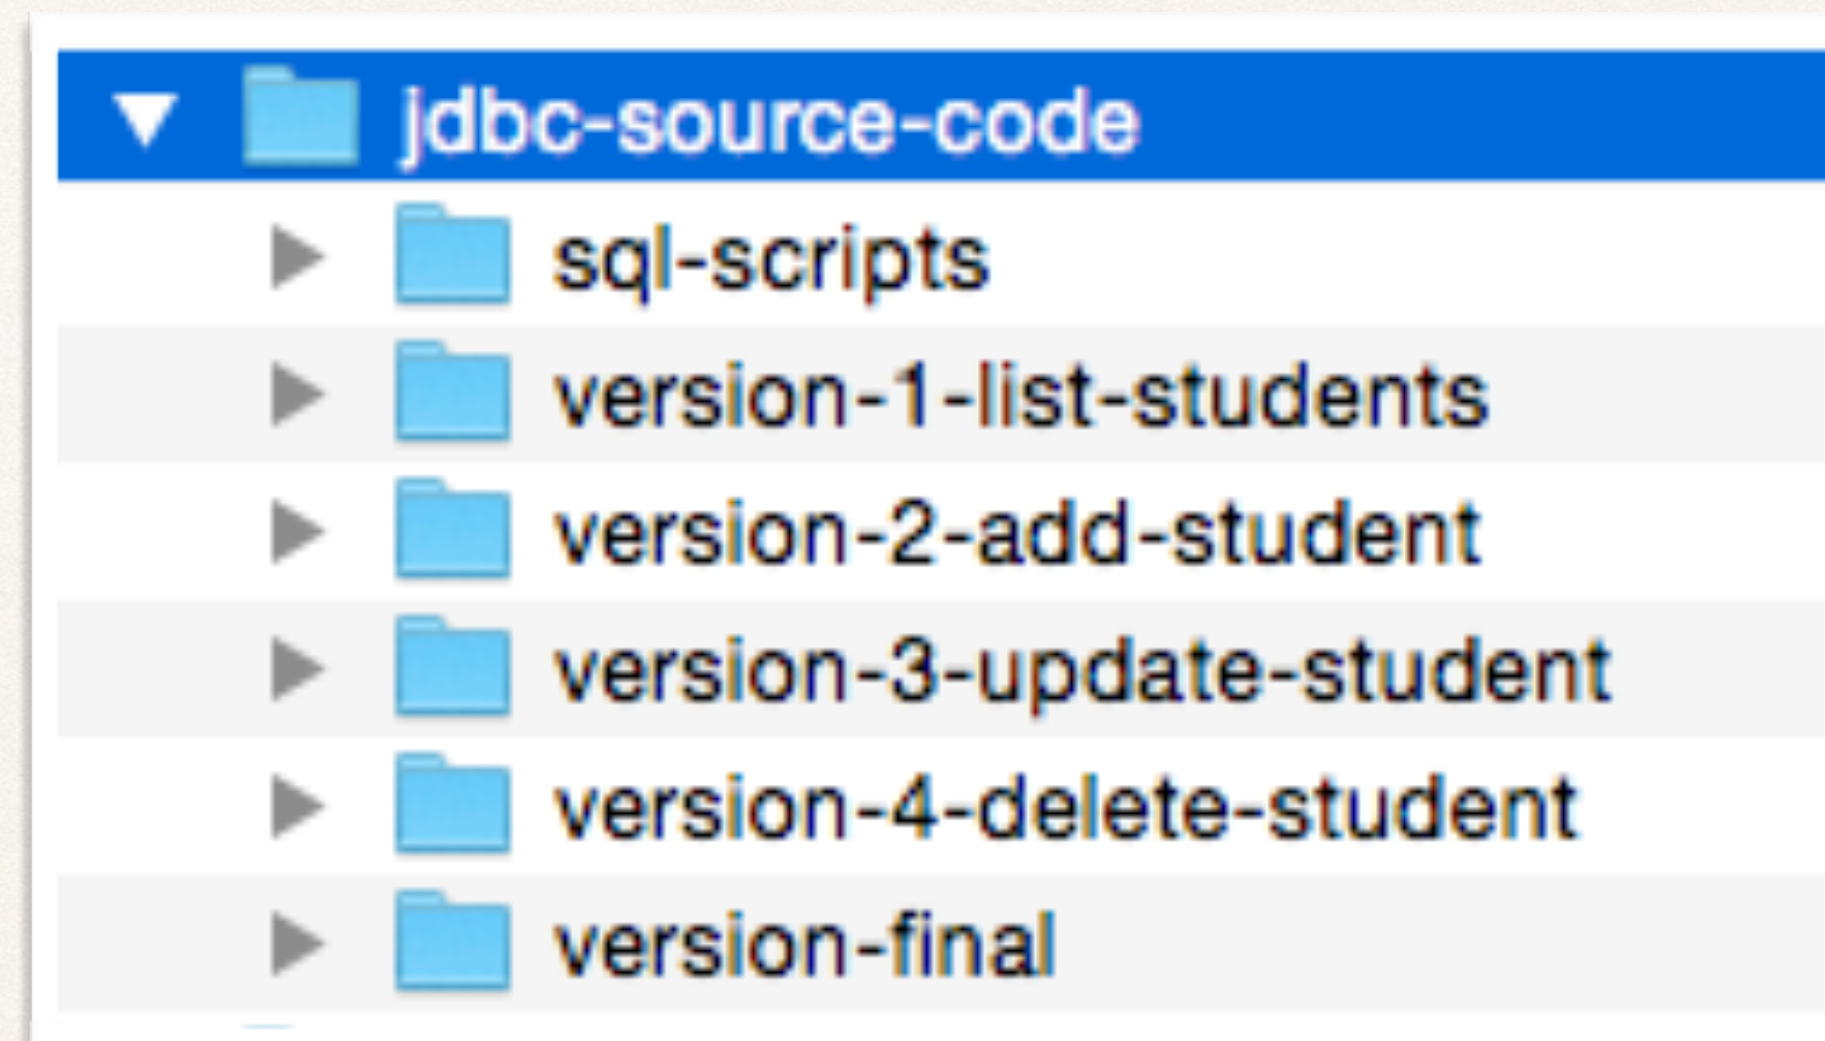 jdbc-source-code
sql-scripts
version-1-list-students
version-2-add-student
version-3-update-student
version-4-delete-student
version-final